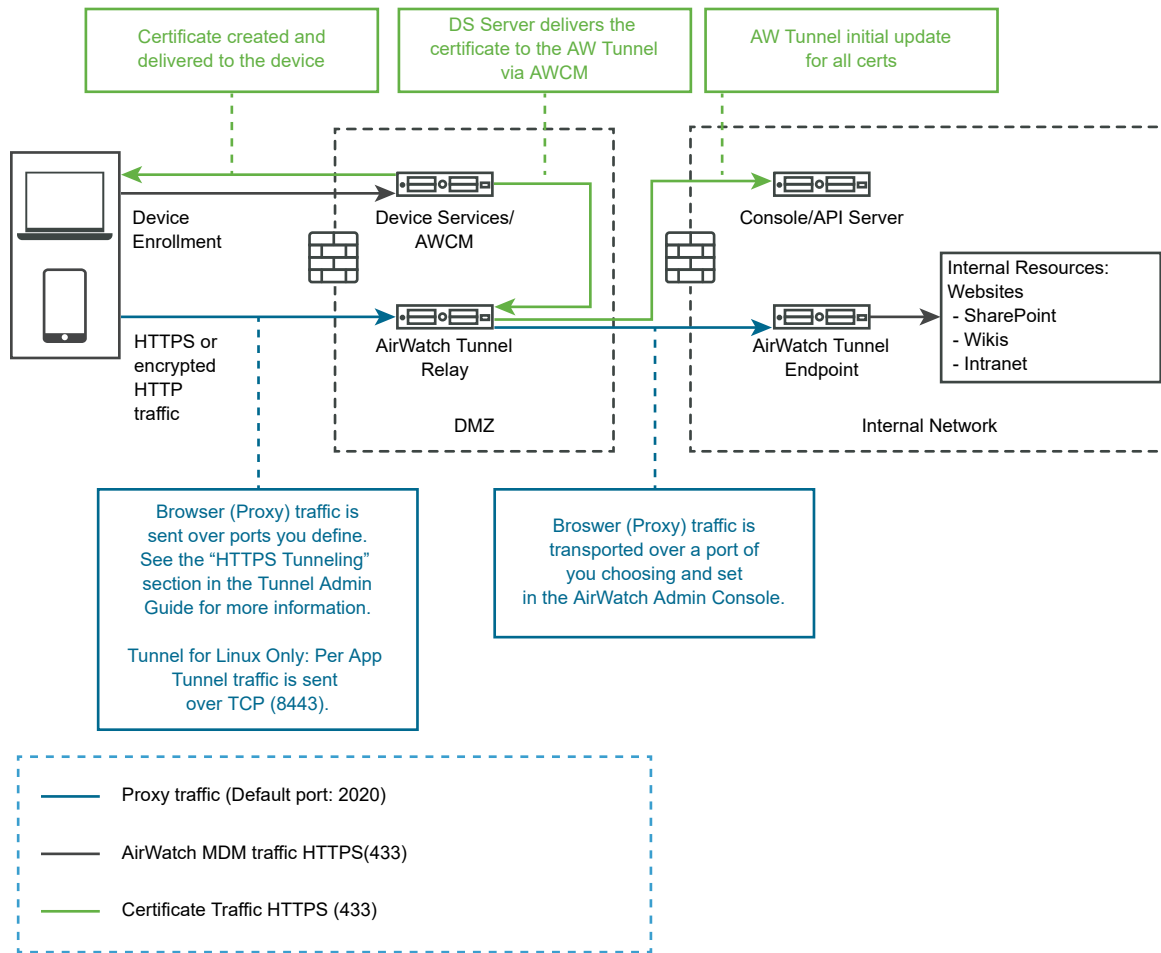 Certificate created and
delivered to the device
DS Server delivers the
certificate to the AW Tunnel
via AWCM
AW Tunnel initial update
for all certs
Device
Enrollment
Device Services/
AWCM
Console/API Server
HTTPS or
encrypted
HTTP
traffic
AirWatch Tunnel
Relay
AirWatch Tunnel
Endpoint
Internal Resources:
Websites
- SharePoint
- Wikis
- Intranet
DMZ
Internal Network
Browser (Proxy) traffic is
sent over ports you define.
See the “HTTPS Tunneling”
section in the Tunnel Admin
Guide for more information.
Tunnel for Linux Only: Per App
Tunnel traffic is sent
over TCP (8443).
Broswer (Proxy) traffic is
transported over a port of
you choosing and set
in the AirWatch Admin Console.
Proxy traffic (Default port: 2020)
AirWatch MDM traffic HTTPS(433)
Certificate Traffic HTTPS (433)